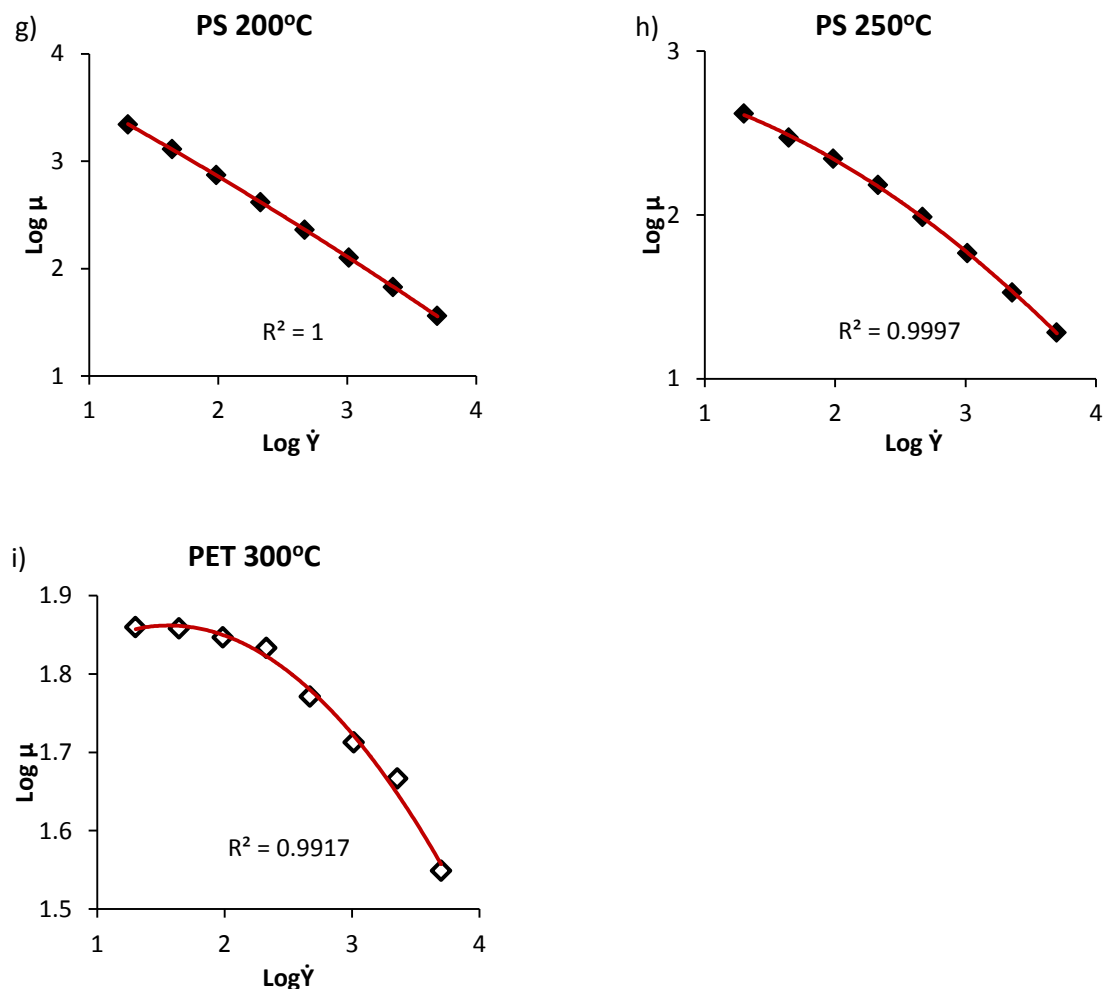 g)
PS 200°C
4
3
2
1
Log μ
R² = 1
1 2 3 4
Log Ẏ
h)
PS 250°C
3
2
1
Log μ
R² = 0.9997
1 2 3 4
Log Ẏ
i)
PET 300°C
1.9
1.8
1.7
1.6
1.5
Log μ
R² = 0.9917
1 2 3 4
LogẎ